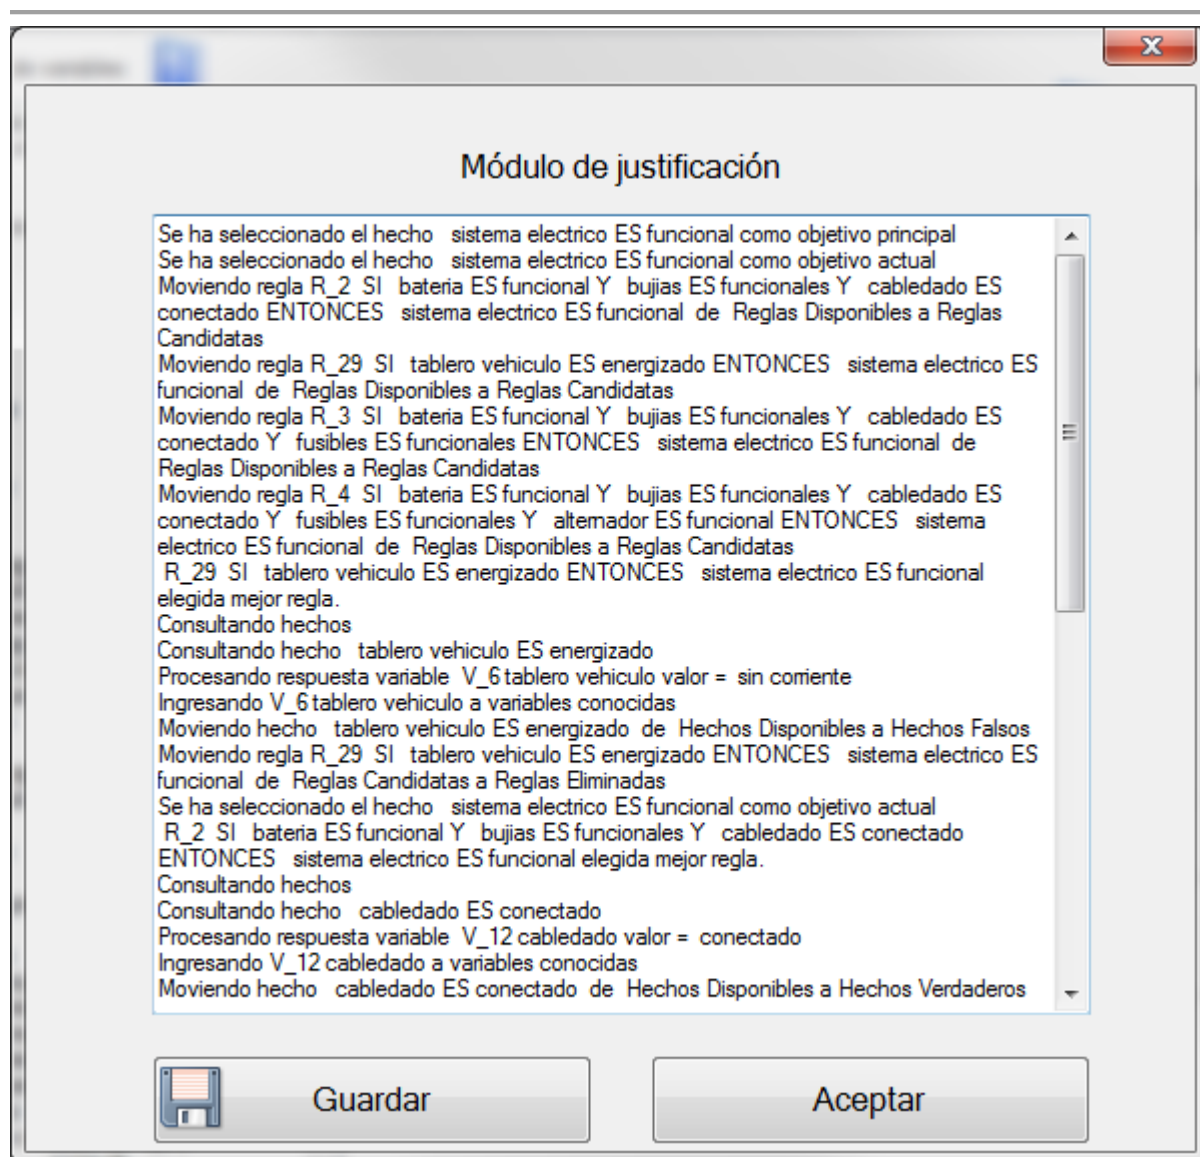 Módulo de justificación
Se ha seleccionado el hecho sistema electrico ES funcional como objetivo principal
Se ha seleccionado el hecho sistema electrico ES funcional como objetivo actual
Moviendo regla R_2 SI bateria ES funcional Y bujias ES funcionales Y cabledado ES
conectado ENTONCES sistema electrico ES funcional de Reglas Disponibles a Reglas
Candidatas
Moviendo regla R_29 SI tablero vehiculo ES energizado ENTONCES sistema electrico ES
funcional de Reglas Disponibles a Reglas Candidatas
Moviendo regla R_3 SI bateria ES funcional Y bujias ES funcionales Y cabledado ES
conectado Y fusibles ES funcionales ENTONCES sistema electrico ES funcional de
Reglas Disponibles a Reglas Candidatas
Moviendo regla R_4 SI bateria ES funcional Y bujias ES funcionales Y cabledado ES
conectado Y fusibles ES funcionales Y alternador ES funcional ENTONCES sistema
electrico ES funcional de Reglas Disponibles a Reglas Candidatas
R_29 SI tablero vehiculo ES energizado ENTONCES sistema electrico ES funcional
elegida mejor regla.
Consultando hechos
Consultando hecho tablero vehiculo ES energizado
Procesando respuesta variable V_6 tablero vehiculo valor = sin corriente
Ingresando V_6 tablero vehiculo a variables conocidas
Moviendo hecho tablero vehiculo ES energizado de Hechos Disponibles a Hechos Falsos
Moviendo regla R_29 SI tablero vehiculo ES energizado ENTONCES sistema electrico ES
funcional de Reglas Candidatas a Reglas Eliminadas
Se ha seleccionado el hecho sistema electrico ES funcional como objetivo actual
R_2 SI bateria ES funcional Y bujias ES funcionales Y cabledado ES conectado
ENTONCES sistema electrico ES funcional elegida mejor regla.
Consultando hechos
Consultando hecho cabledado ES conectado
Procesando respuesta variable V_12 cabledado valor = conectado
Ingresando V_12 cabledado a variables conocidas
Moviendo hecho cabledado ES conectado de Hechos Disponibles a Hechos Verdaderos
Guardar
Aceptar